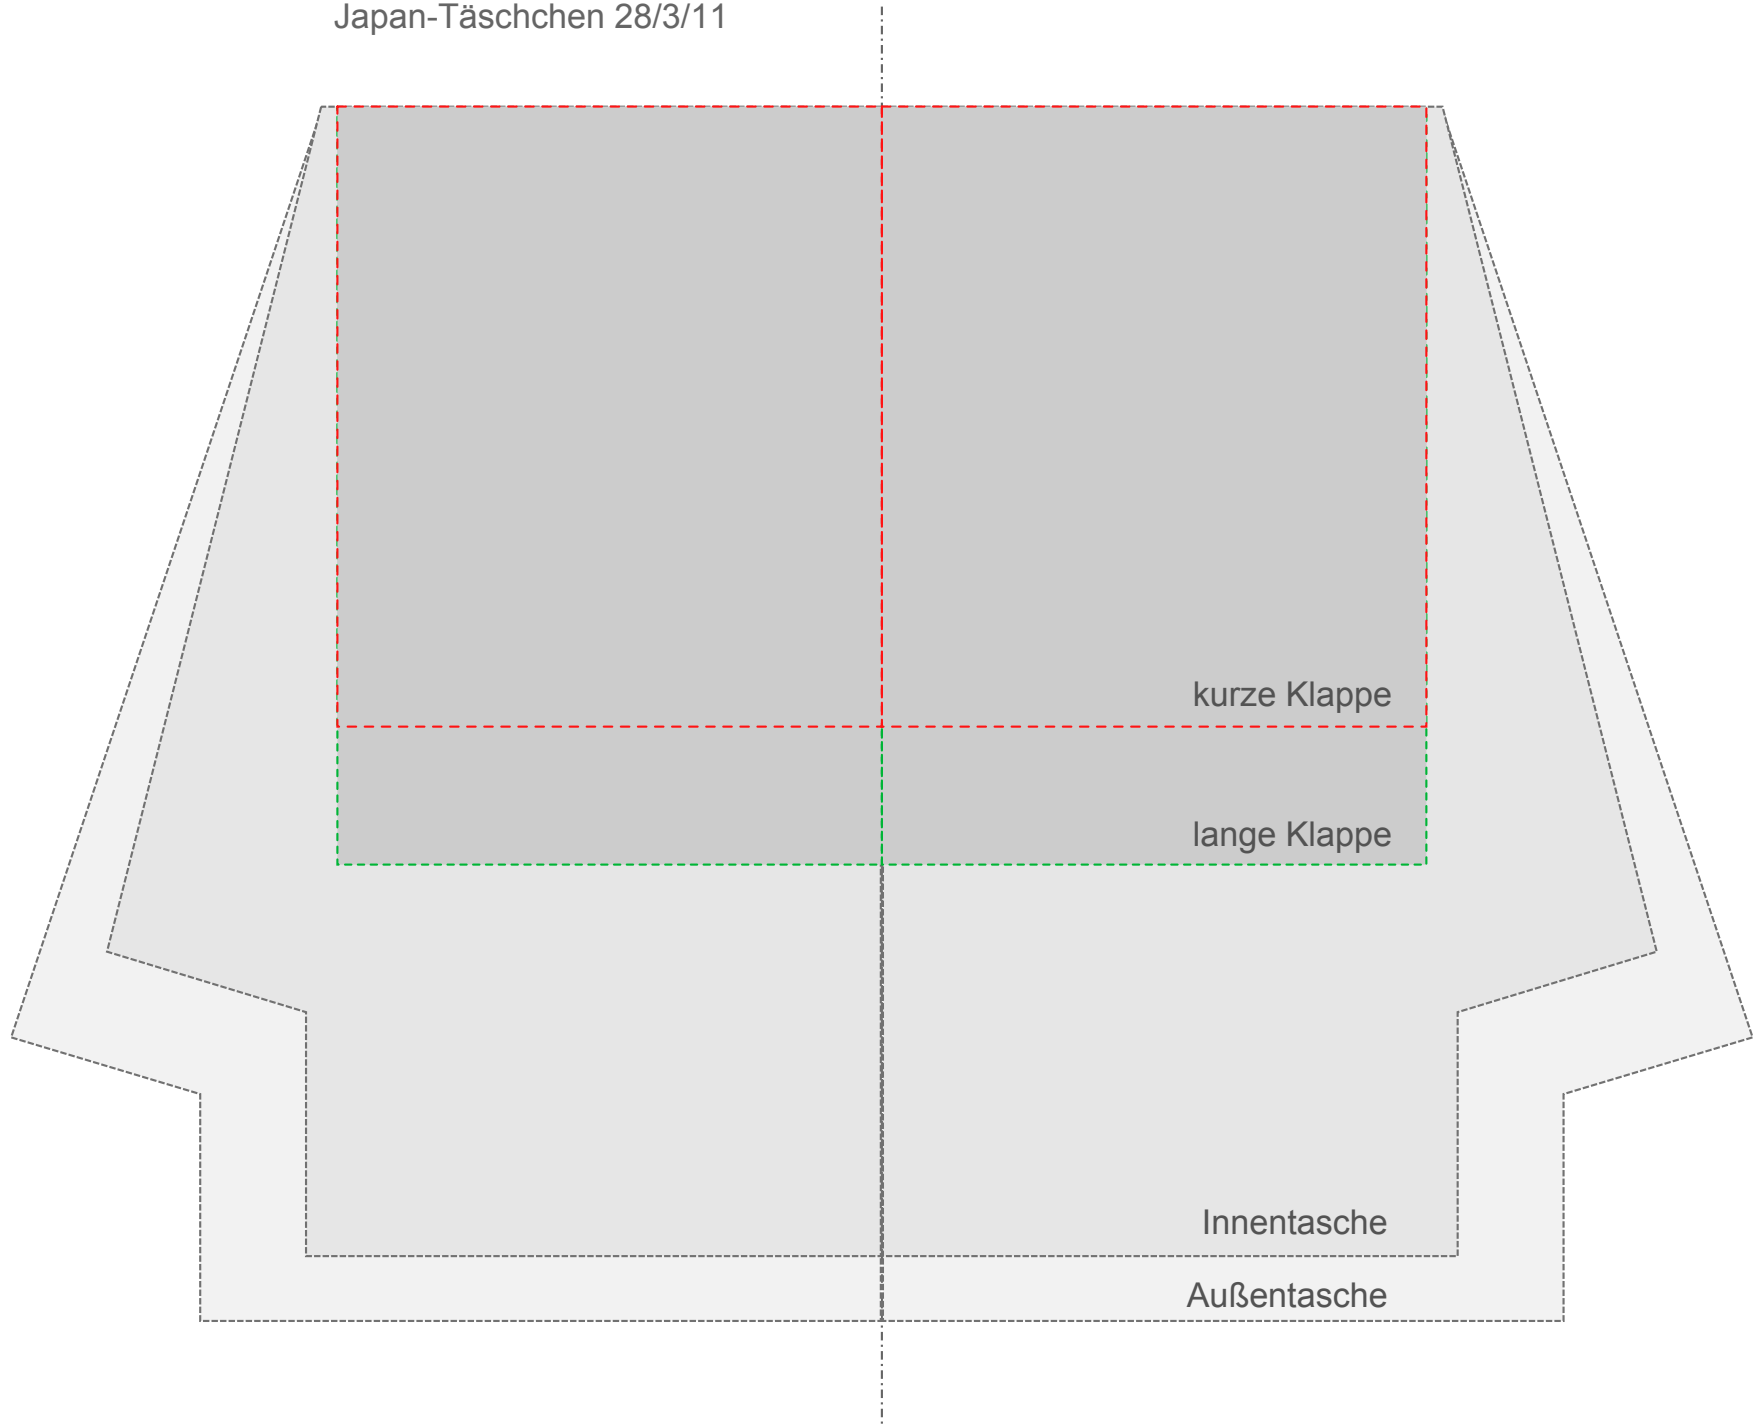 Japan-Täschchen 28/3/11
kurze Klappe
lange Klappe
Innentasche
Außentasche